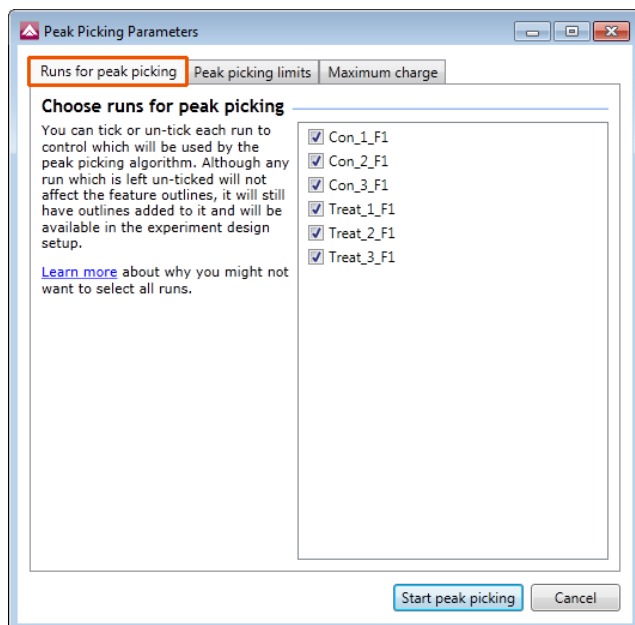 Peak Picking Parameters
Runs for peak picking
Peak picking limits
Maximum charge
Choose runs for peak picking
You can tick or un-tick each run to
control which will be used by the
peak picking algorithm. Although any
run which is left un-ticked will not
affect the feature outlines, it will still
have outlines added to it and will be
available in the experiment design
setup.
Learn more about why you might not
want to select all runs.
Con_1_F1
Con_2_F1
Con_3_F1
Treat_1_F1
Treat_2_F1
Treat_3_F1
Start peak picking
Cancel